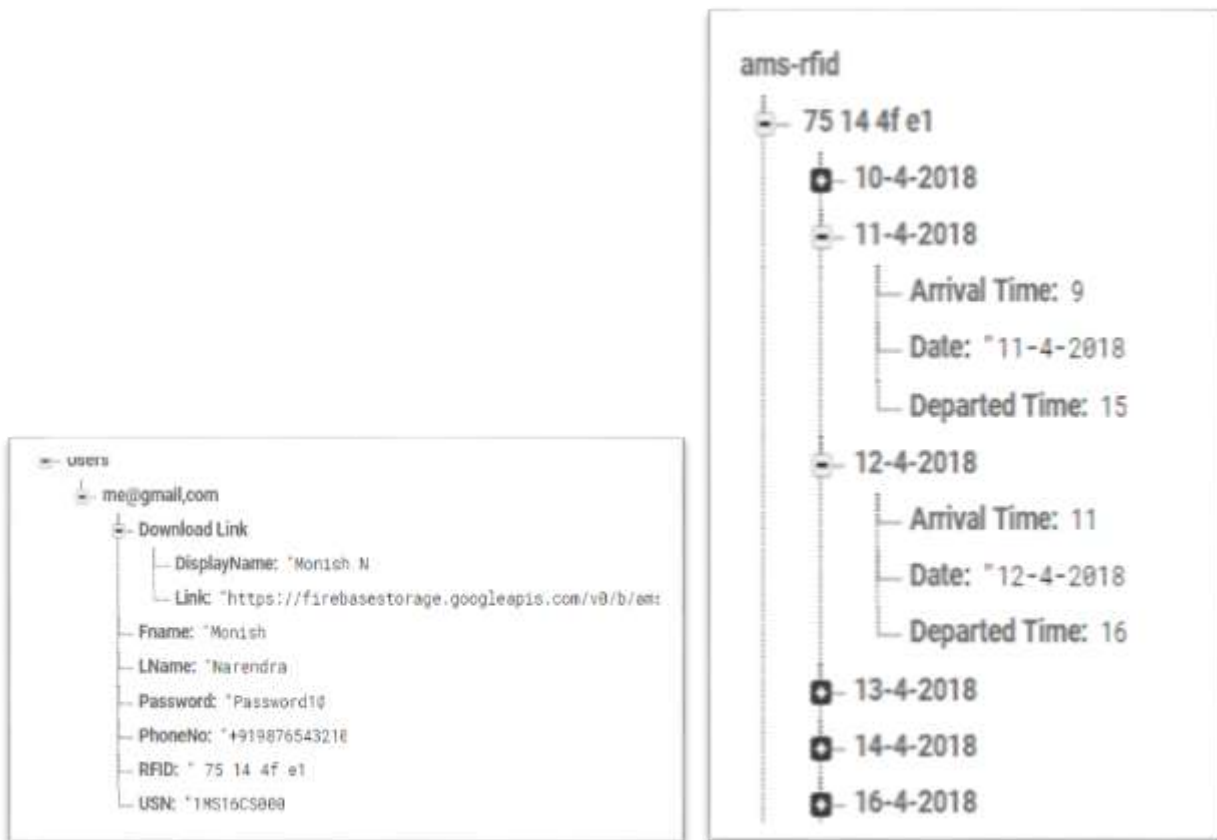 Users
me@gmail,com
Download Link
DisplayName: "Monish N
Link: "https://firebasestorage.googleapis.com/v0/b/ams
Fname: "Monish
LName: "Narendra
Password: "Password10
PhoneNo: "+919876543210
RFID: " 75 14 4f e1
USN: "1MS16CS000
ams-rfid
75 14 4f e1
10-4-2018
11-4-2018
Arrival Time: 9
Date: "11-4-2018
Departed Time: 15
12-4-2018
Arrival Time: 11
Date: "12-4-2018
Departed Time: 16
13-4-2018
14-4-2018
16-4-2018